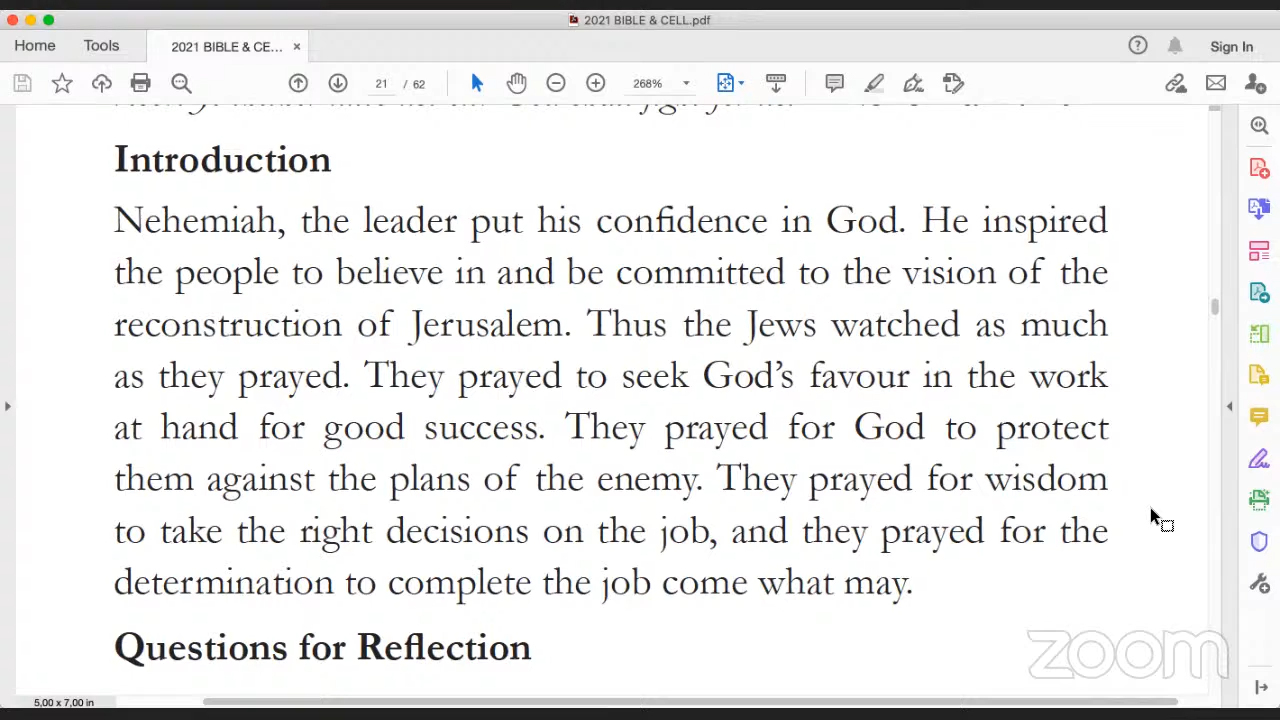 2021 BIBLE & CELL.pdf
Home
Tools
2021 BIBLE & CE...
Sign In
21 / 62
268%
Introduction
Nehemiah, the leader put his confidence in God. He inspired
the people to believe in and be committed to the vision of the
reconstruction of Jerusalem. Thus the Jews watched as much
as they prayed. They prayed to seek God's favour in the work
at hand for good success. They prayed for God to protect
them against the plans of the enemy. They prayed for wisdom
to take the right decisions on the job, and they prayed for the
determination to complete the job come what may.
Questions for Reflection
zoom
5,00 x 7,00 in